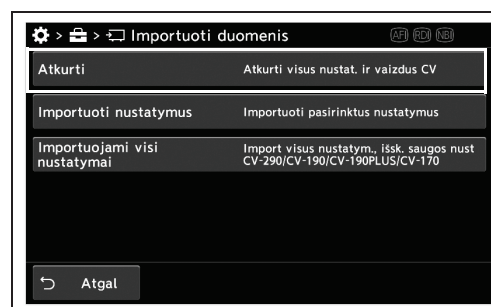 > > Importuoti duomenis AFI RDI NBI
Atkurti Atkurti visus nustat. ir vaizdus CV
Importuoti nustatymus Importuoti pasirinktus nustatymus
Importuojami visi Import visus nustatym., išsk. saugos nust
nustatymai CV-290/CV-190/CV-190PLUS/CV-170
Atgal